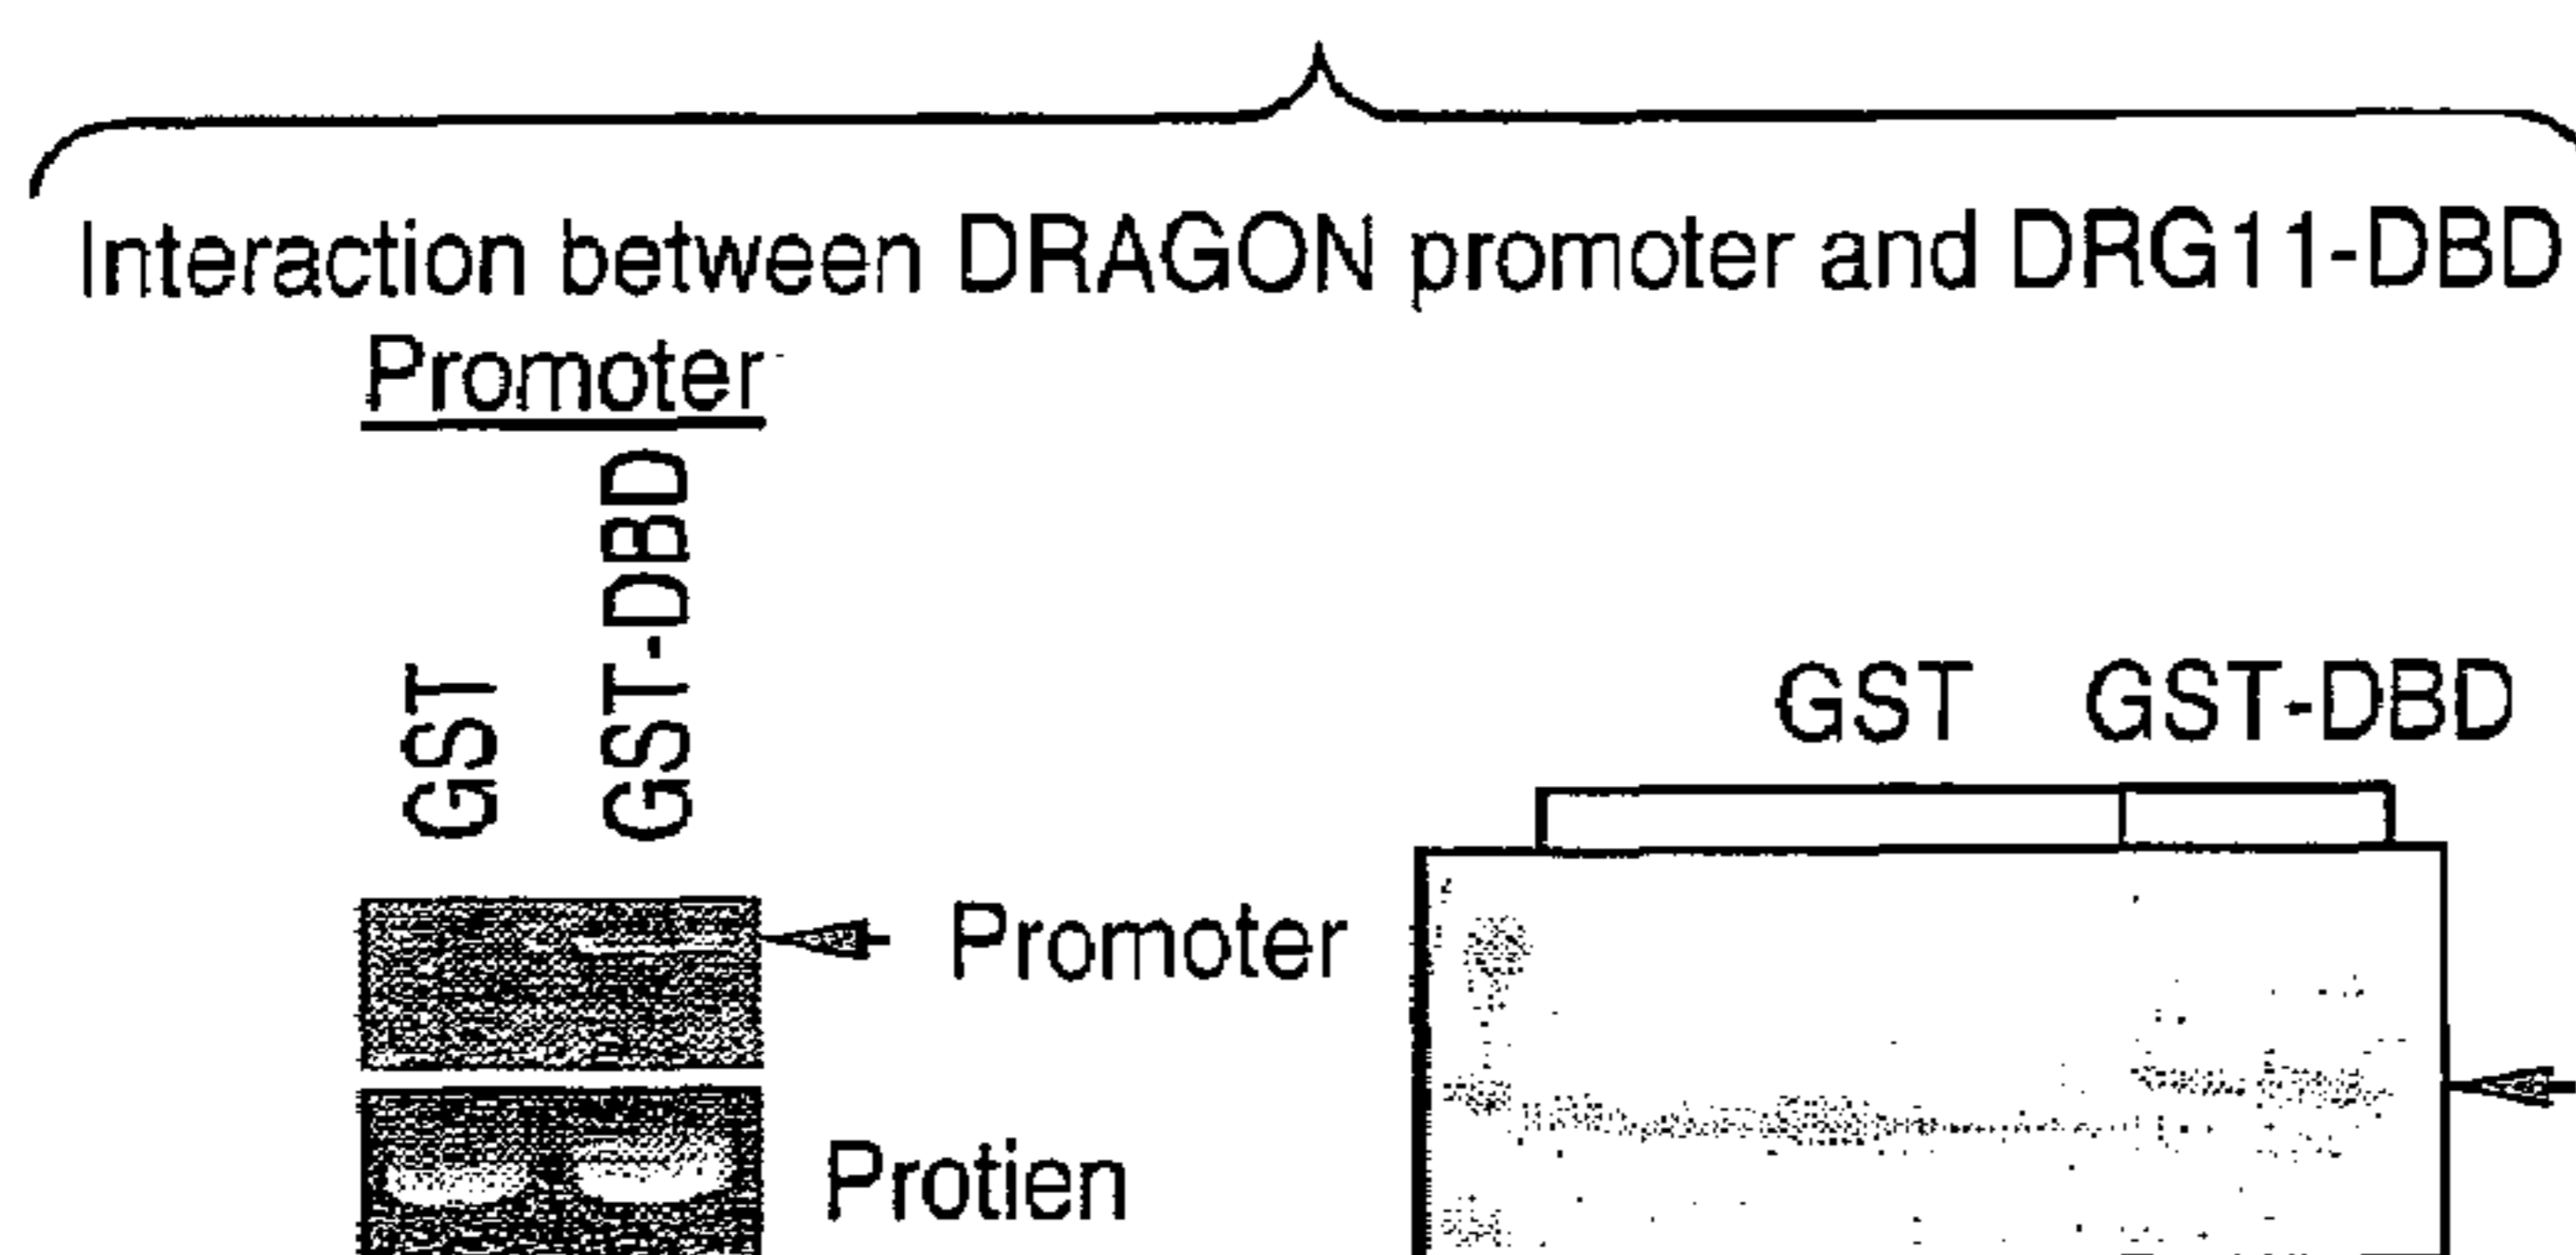 Interaction between DRAGON promoter and DRG11-DBD
Promoter
GST
GST-DBD
Promoter
Protien
GST GST-DBD